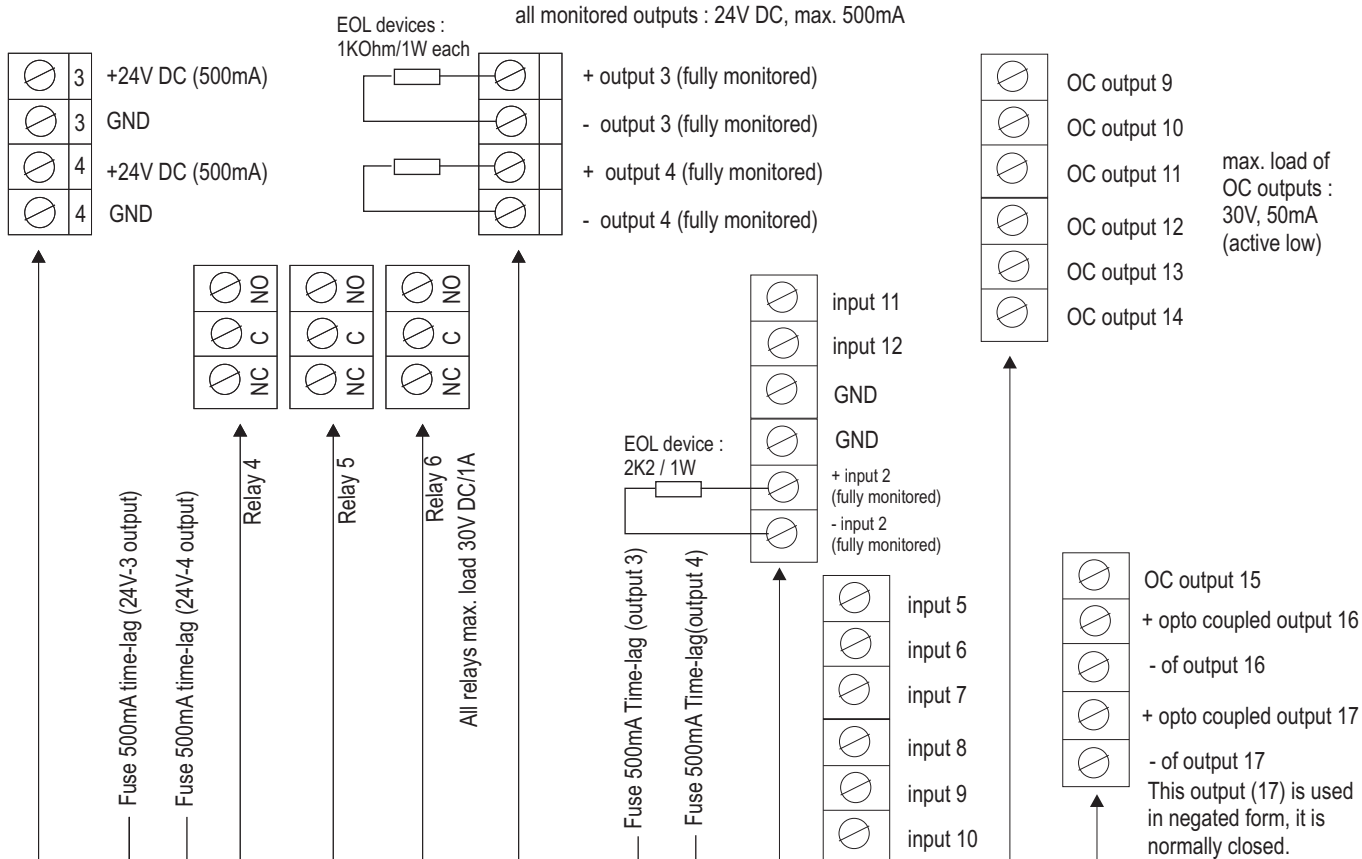 all monitored outputs : 24V DC, max. 500mA
EOL devices :
1KOhm/1W each
3
+24V DC (500mA)
3
GND
4
+24V DC (500mA)
4
GND
+ output 3 (fully monitored)
- output 3 (fully monitored)
+ output 4 (fully monitored)
- output 4 (fully monitored)
OC output 9
OC output 10
OC output 11
OC output 12
OC output 13
OC output 14
max. load of
OC outputs :
30V, 50mA
(active low)
NO
C
NC
NO
C
NC
NO
C
NC
Relay 4
Relay 5
Relay 6
All relays max. load 30V DC/1A
Fuse 500mA time-lag (24V-3 output)
Fuse 500mA time-lag (24V-4 output)
input 11
input 12
GND
GND
+ input 2
(fully monitored)
- input 2
(fully monitored)
EOL device :
2K2 / 1W
Fuse 500mA Time-lag (output 3)
Fuse 500mA Time-lag(output 4)
input 5
input 6
input 7
input 8
input 9
input 10
OC output 15
+ opto coupled output 16
- of output 16
+ opto coupled output 17
- of output 17
This output (17) is used
in negated form, it is
normally closed.